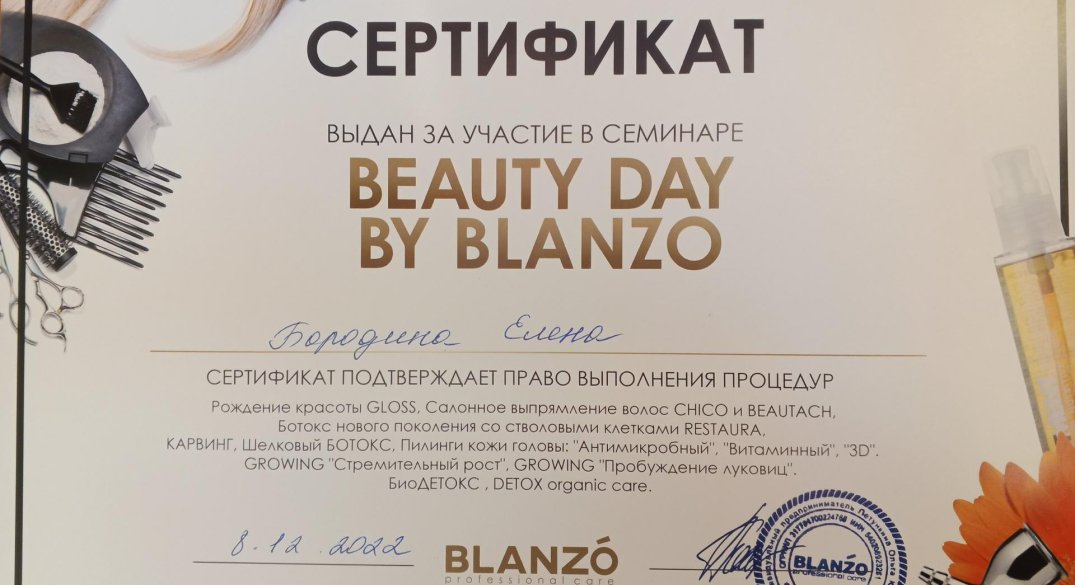 СЕРТИФИКАТ
ВЫДАН ЗА УЧАСТИЕ В СЕМИНАРЕ
BEAUTY DAY
BY BLANZO
Бородина Елена
СЕРТИФИКАТ ПОДТВЕРЖДАЕТ ПРАВО ВЫПОЛНЕНИЯ ПРОЦЕДУР
Рождение красоты GLOSS, Салонное выпрямление волос CHICO и BEAUTACH,
Ботокс нового поколения со стволовыми клетками RESTAURA,
КАРВИНГ, Шелковый БОТОКС, Пилинги кожи головы: "Антимикробный", "Витаминный", "3D".
GROWING "Стремительный рост", GROWING "Пробуждение луковиц".
БиоДЕТОКС , DETOX organic care.
8.12.2022
BLANZÓ
professional care
предприниматель
BLANZO
professional care